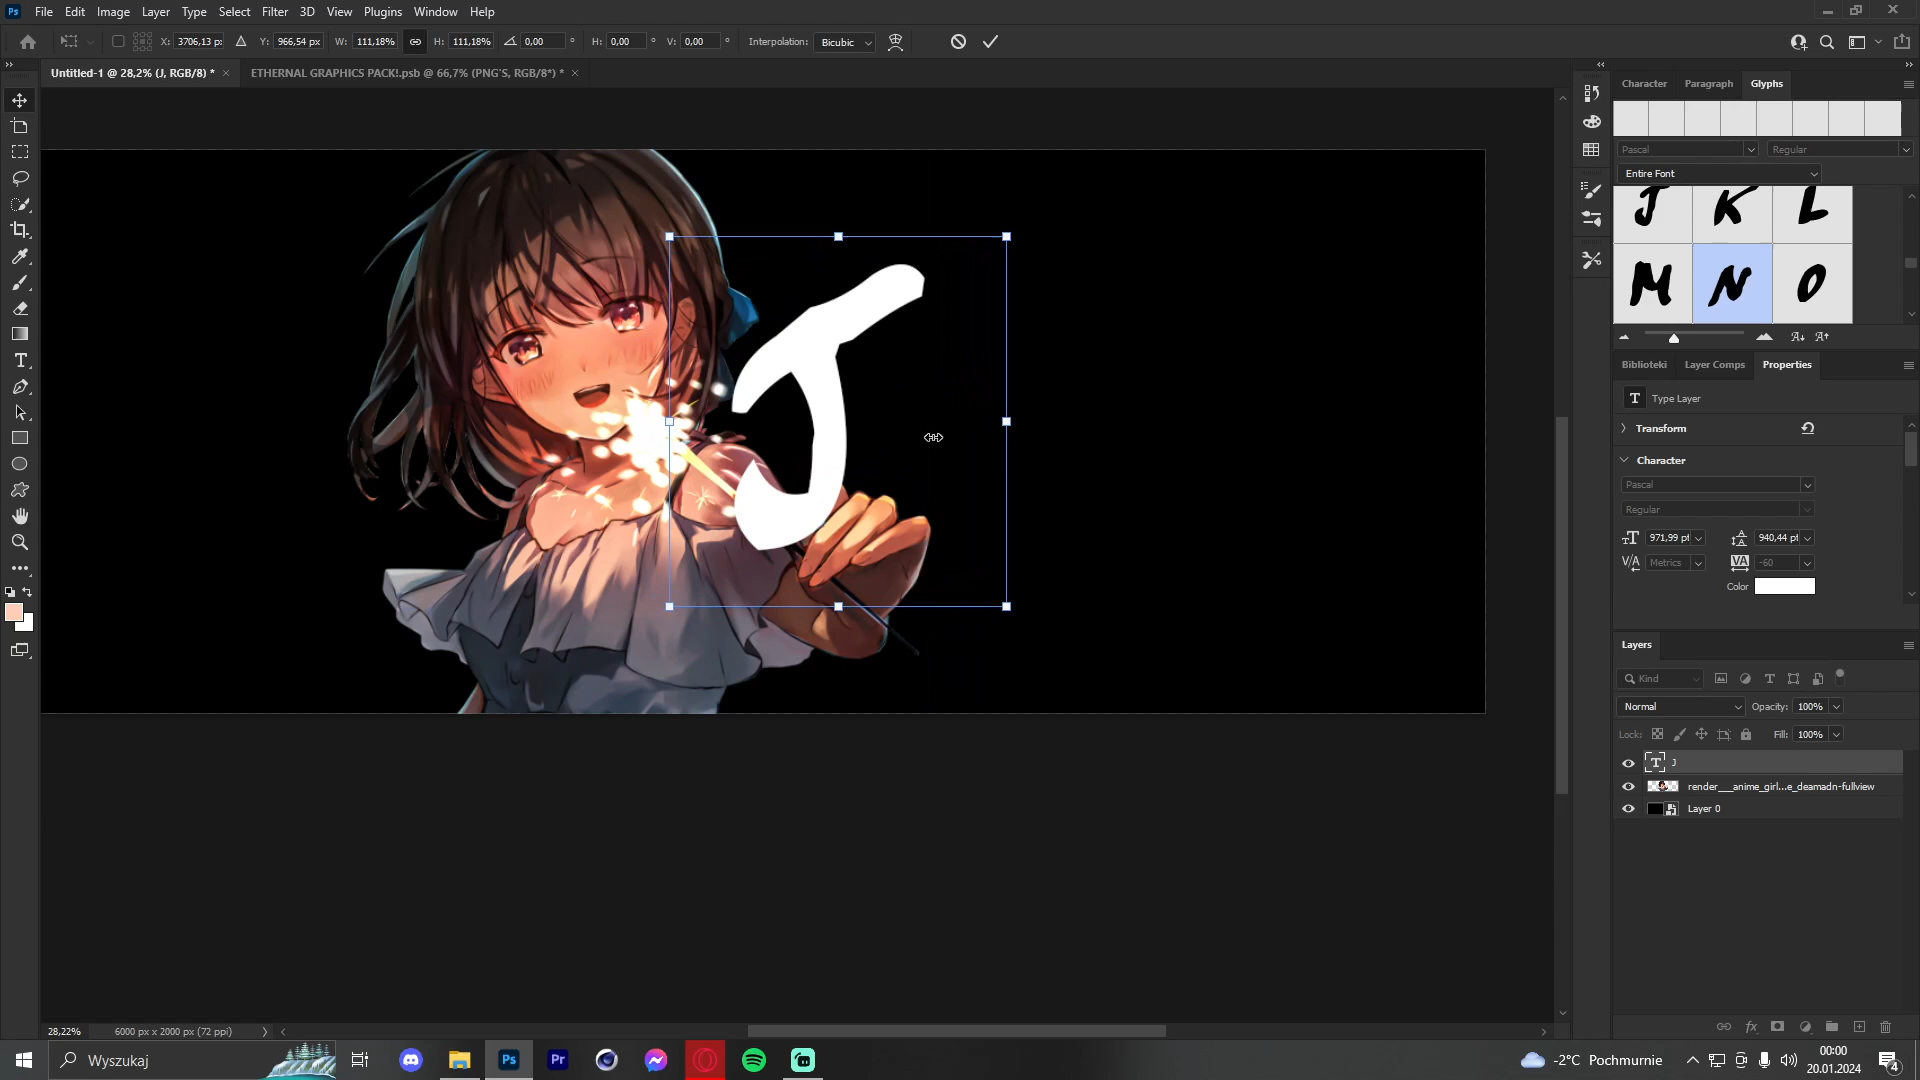 Ps File Edit Image Layer Type Select Filter 3D View Plugins Window Help
X: 3706,13 p: Y: 966,54 px W: 111,18% H: 111,18% 0,00 ° H: 0,00 ° V: 0,00 ° Interpolation: Bicubic
Untitled-1 @ 28,2% (J, RGB/8) * × ETHERNAL GRAPHICS PACK!.psb @ 66,7% (PNG'S, RGB/8*) * ×
Character Paragraph Glyphs
Pascal Regular
Entire Font
J K L
M N O
J
Biblioteki Layer Comps Properties
T Type Layer
Transform
Character
Pascal
Regular
971,99 pt 940,44 pt
Metrics -60
Color
Layers
Kind
Normal Opacity: 100%
Lock: Fill: 100%
T J
render___anime_girl...e_deamadn-fullview
Layer 0
28,22% 6000 px x 2000 px (72 ppi)
Wyszukaj
Ps Pr
-2°C Pochmurnie
00:00
20.01.2024
4